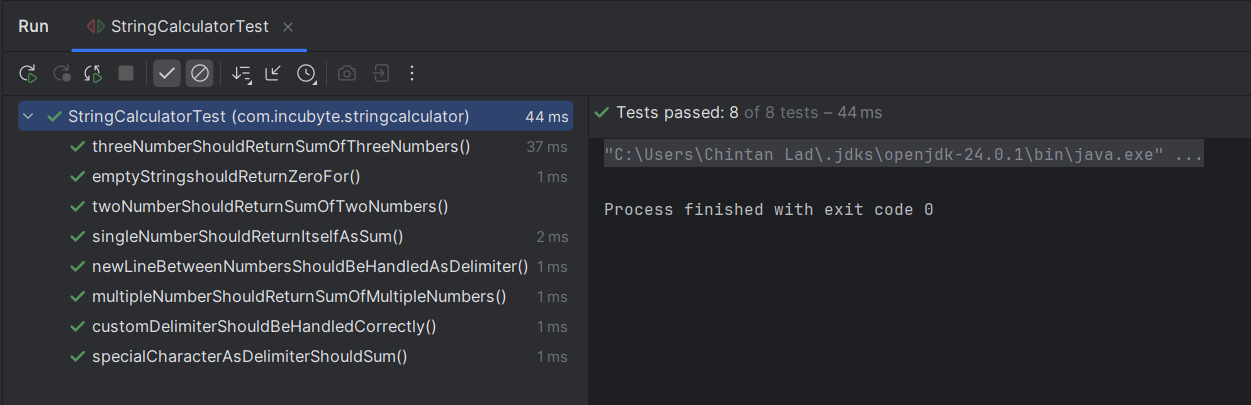 Run StringCalculatorTest
StringCalculatorTest (com.incubyte.stringcalculator) 44 ms
threeNumberShouldReturnSumOfThreeNumbers() 37 ms
emptyStringshouldReturnZeroFor() 1 ms
twoNumberShouldReturnSumOfTwoNumbers()
singleNumberShouldReturnItselfAsSum() 2 ms
newLineBetweenNumbersShouldBeHandledAsDelimiter() 1 ms
multipleNumberShouldReturnSumOfMultipleNumbers() 1 ms
customDelimiterShouldBeHandledCorrectly() 1 ms
specialCharacterAsDelimiterShouldSum() 1 ms
Tests passed: 8 of 8 tests – 44 ms
"C:\Users\Chintan Lad\.jdks\openjdk-24.0.1\bin\java.exe" ...
Process finished with exit code 0